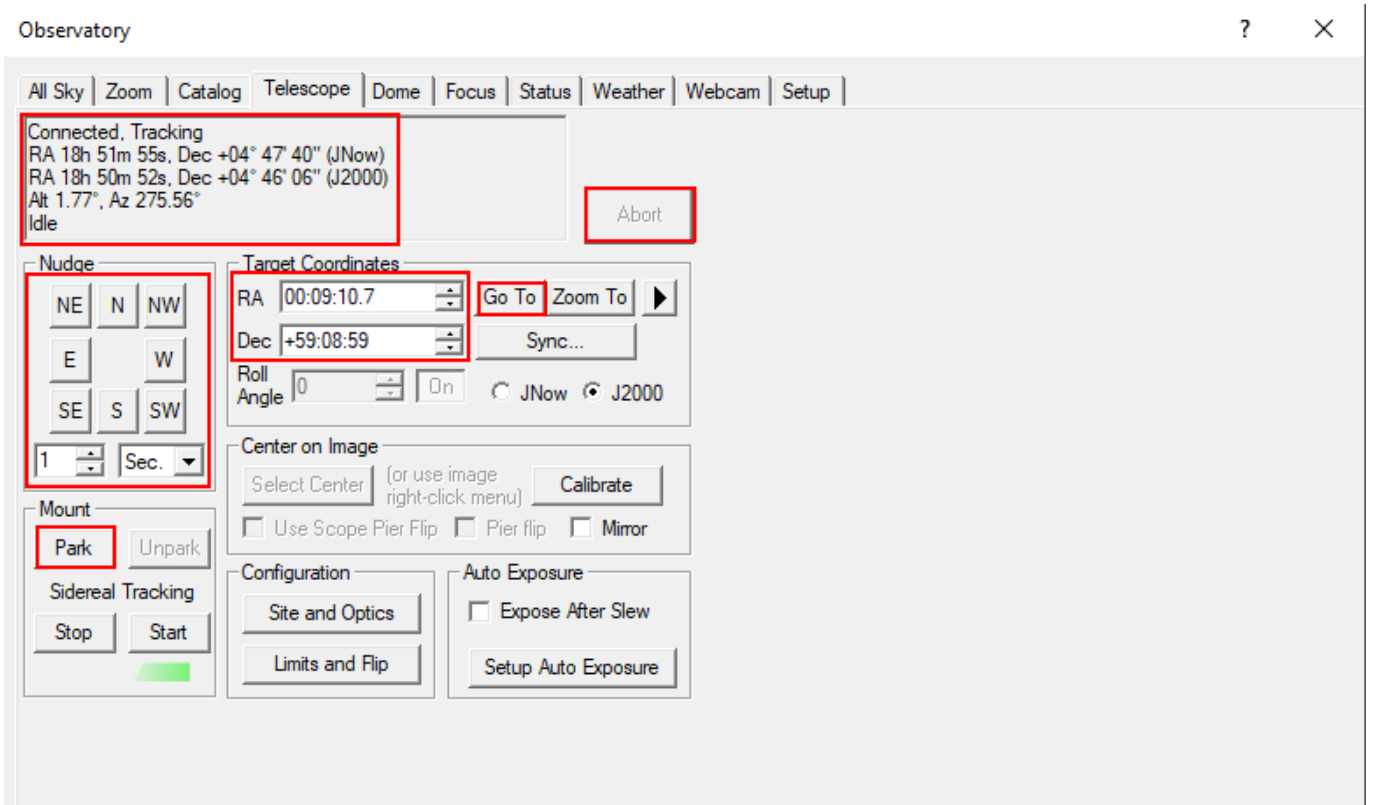 Observatory ?
All Sky Zoom Catalog Telescope Dome Focus Status Weather Webcam Setup
Connected, Tracking
RA 18h 51m 55s, Dec +04° 47' 40" (JNow)
RA 18h 50m 52s, Dec +04° 46' 06" (J2000)
Alt 1.77°, Az 275.56°
Idle
Abort
Nudge
NE N NW
E W
SE S SW
1 Sec.
Target Coordinates
RA 00:09:10.7 Go To Zoom To
Dec +59:08:59 Sync...
Roll
Angle 0 On JNow J2000
Center on Image
Select Center (or use image
right-click menu) Calibrate
Use Scope Pier Flip Pier flip Mirror
Mount
Park Unpark
Sidereal Tracking
Stop Start
Configuration
Site and Optics
Limits and Flip
Auto Exposure
Expose After Slew
Setup Auto Exposure